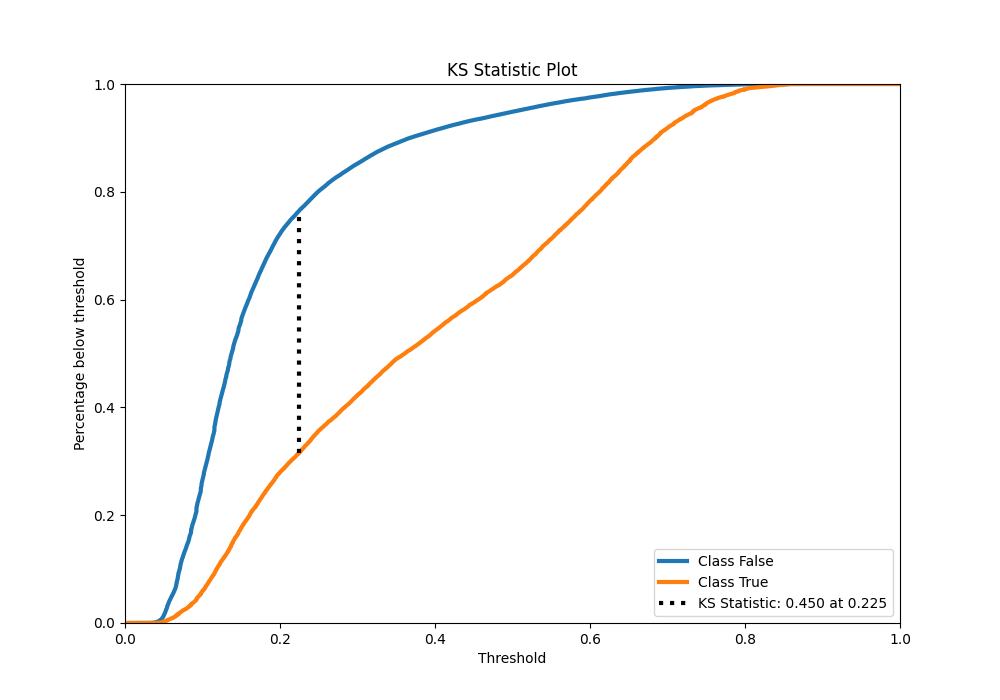 KS Statistic Plot
1.0
0.8
0.6
0.4
0.2
0.0
Percentage below threshold
0.0 0.2 0.4 0.6 0.8 1.0
Threshold
Class False
Class True
KS Statistic: 0.450 at 0.225